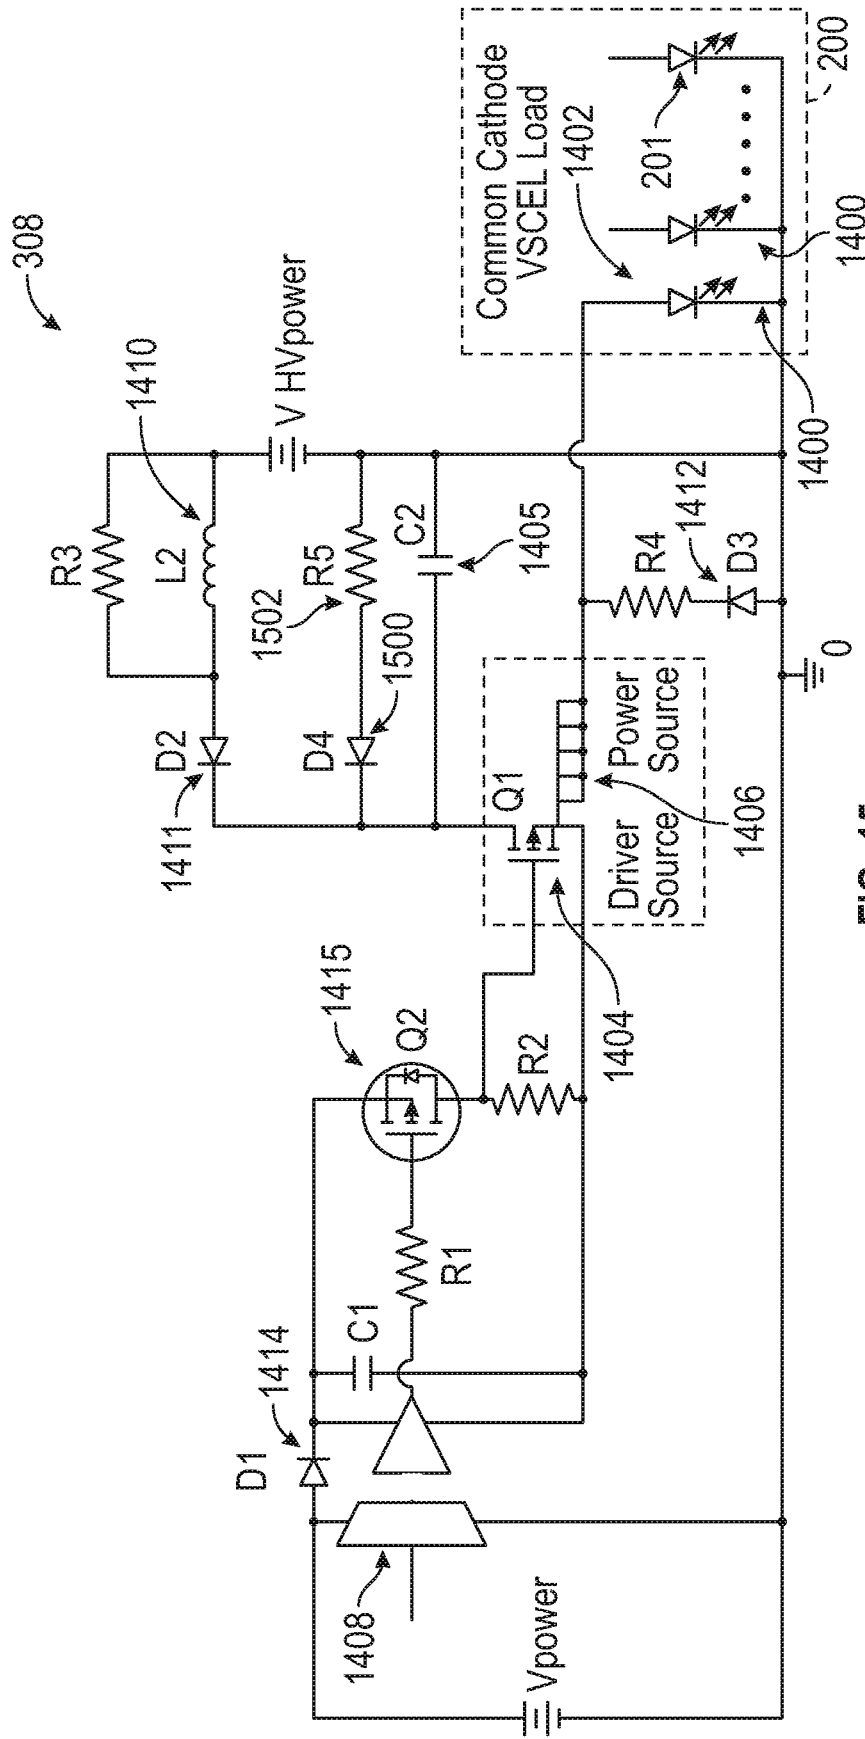 308
R3
1410
L2
V HVpower
D2
1411
1502
R5
D4
1500
C2
1405
Common Cathode
VSCEL Load
1402
201
200
1400
1400
Q1
Driver
Source
Power
Source
1406
1404
R4
1412
D3
0
1415
Q2
R2
R1
C1
1414
D1
1408
Vpower